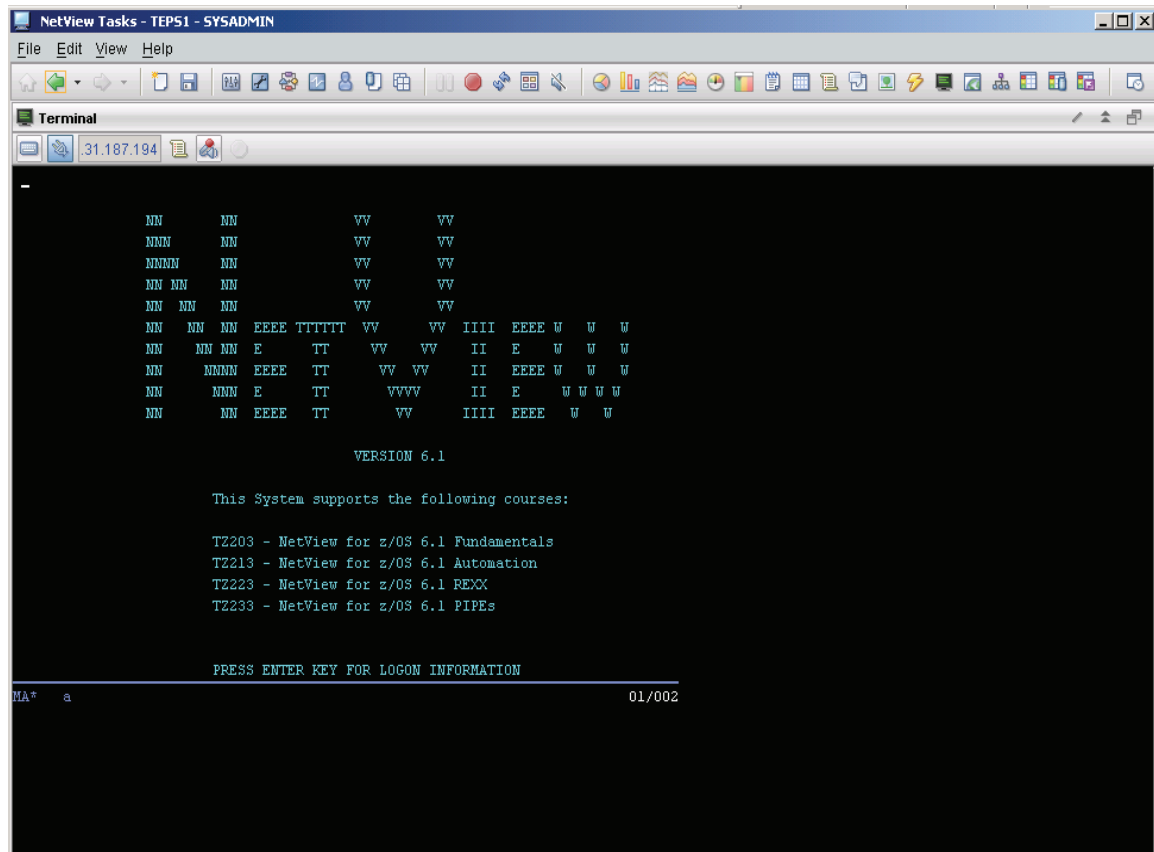 NetView Tasks - TEPS1 - SYSADMIN
File Edit View Help
Terminal
.31.187.194
NN NN VV VV
NNN NN VV VV
NNNN NN VV VV
NN NN NN VV VV
NN NN NN VV VV
NN NN NN EEEE TTTTTT VV VV IIII EEEE W W W
NN NN NN E TT VV VV II E W W W
NN NNNN EEEE TT VV VV II EEEE W W W
NN NNN E TT VVVV II E W W W W
NN NN EEEE TT VV IIII EEEE W W
VERSION 6.1
This System supports the following courses:
TZ203 - NetView for z/OS 6.1 Fundamentals
TZ213 - NetView for z/OS 6.1 Automation
TZ223 - NetView for z/OS 6.1 REXX
TZ233 - NetView for z/OS 6.1 PIPEs
PRESS ENTER KEY FOR LOGON INFORMATION
MA* a 01/002